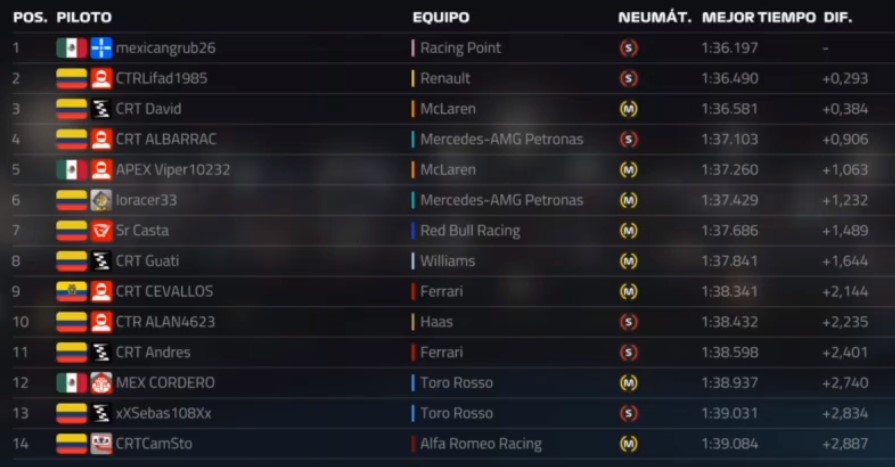 POS. PILOTO EQUIPO NEUMÁT. MEJOR TIEMPO DIF.
1 mexicangrub26 Racing Point S 1:36.197 -
2 CTRLifad1985 Renault S 1:36.490 +0,293
3 CRT David McLaren M 1:36.581 +0,384
4 CRT ALBARRAC Mercedes-AMG Petronas S 1:37.103 +0,906
5 APEX Viper10232 McLaren M 1:37.260 +1,063
6 loracer33 Mercedes-AMG Petronas M 1:37.429 +1,232
7 Sr Casta Red Bull Racing M 1:37.686 +1,489
8 CRT Guati Williams M 1:37.841 +1,644
9 CRT CEVALLOS Ferrari M 1:38.341 +2,144
10 CTR ALAN4623 Haas S 1:38.432 +2,235
11 CRT Andres Ferrari S 1:38.598 +2,401
12 MEX CORDERO Toro Rosso M 1:38.937 +2,740
13 xXSebas108Xx Toro Rosso S 1:39.031 +2,834
14 CRTCamSto Alfa Romeo Racing M 1:39.084 +2,887